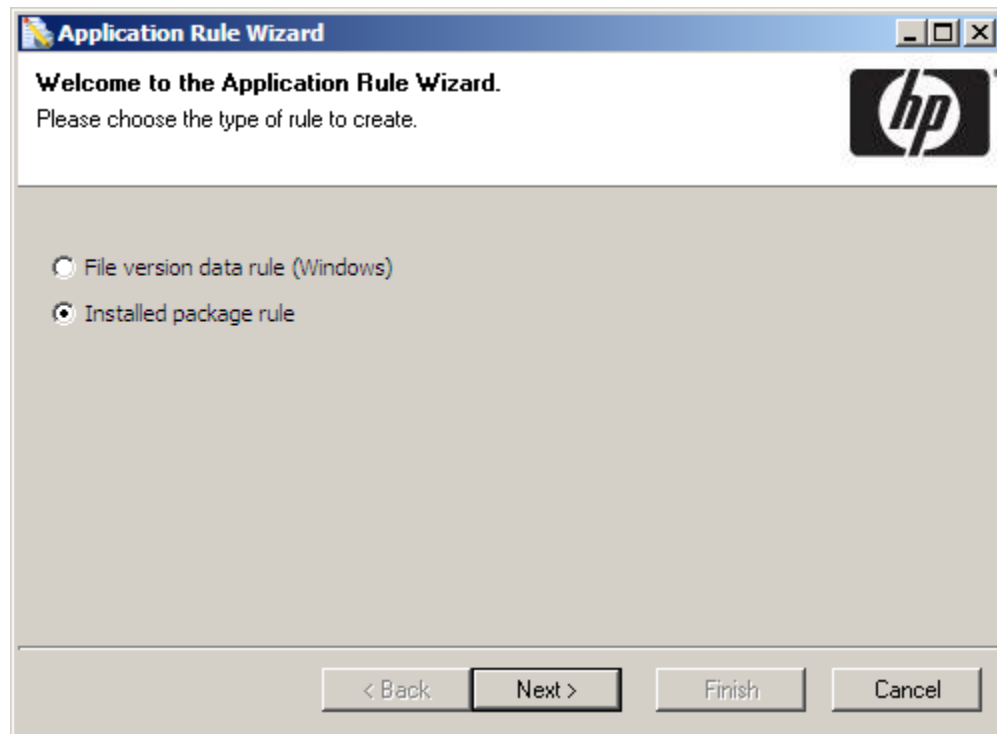 Application Rule Wizard
Welcome to the Application Rule Wizard.
Please choose the type of rule to create.
hp
File version data rule (Windows)
Installed package rule
< Back
Next >
Finish
Cancel